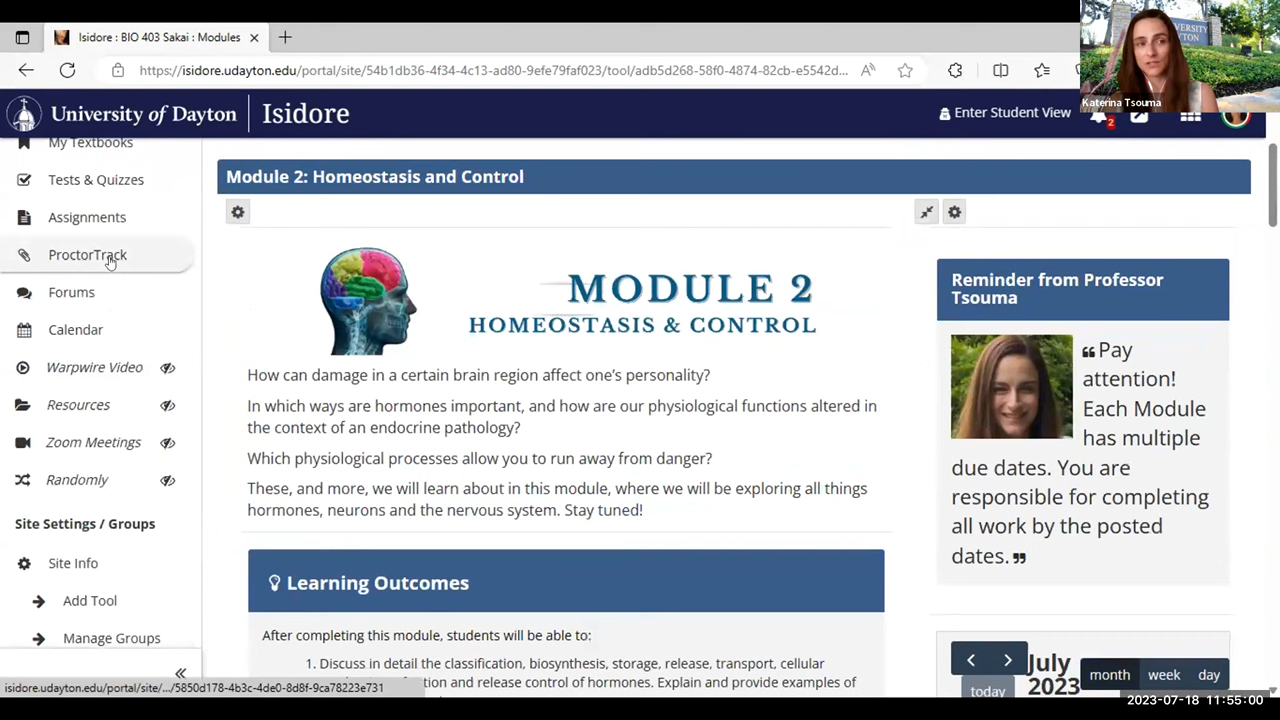 Isidore : BIO 403 Sakai : Modules
https://isidore.udayton.edu/portal/site/54b1db36-4f34-4c13-ad80-9efe79faf023/tool/adb5d268-58f0-4874-82cb-e5542d...
UNIVERSITY
DAYTON
Katerina Tsouma
University of Dayton
Isidore
Enter Student View
2
My Textbooks
Tests & Quizzes
Assignments
ProctorTrack
Forums
Calendar
Warpwire Video
Resources
Zoom Meetings
Randomly
Site Settings / Groups
Site Info
Add Tool
Manage Groups
Module 2: Homeostasis and Control
MODULE 2
HOMEOSTASIS & CONTROL
How can damage in a certain brain region affect one's personality?
In which ways are hormones important, and how are our physiological functions altered in
the context of an endocrine pathology?
Which physiological processes allow you to run away from danger?
These, and more, we will learn about in this module, where we will be exploring all things
hormones, neurons and the nervous system. Stay tuned!
Learning Outcomes
After completing this module, students will be able to:
1. Discuss in detail the classification, biosynthesis, storage, release, transport, cellular
and release control of hormones. Explain and provide examples of
Reminder from Professor
Tsouma
❝ Pay
attention!
Each Module
has multiple
due dates. You are
responsible for completing
all work by the posted
dates. ❞
July
2023
today
month
week
day
isidore.udayton.edu/portal/site/.../5850d178-4b3c-4de0-8d8f-9ca78223e731
2023-07-18 11:55:00